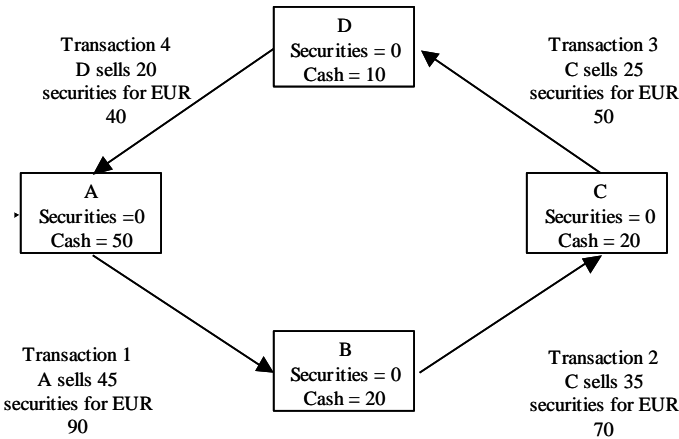 Transaction 4
D sells 20
securities for EUR
40
D
Securities = 0
Cash = 10
Transaction 3
C sells 25
securities for EUR
50
A
Securities =0
Cash = 50
C
Securities = 0
Cash = 20
Transaction 1
A sells 45
securities for EUR
90
B
Securities = 0
Cash = 20
Transaction 2
C sells 35
securities for EUR
70